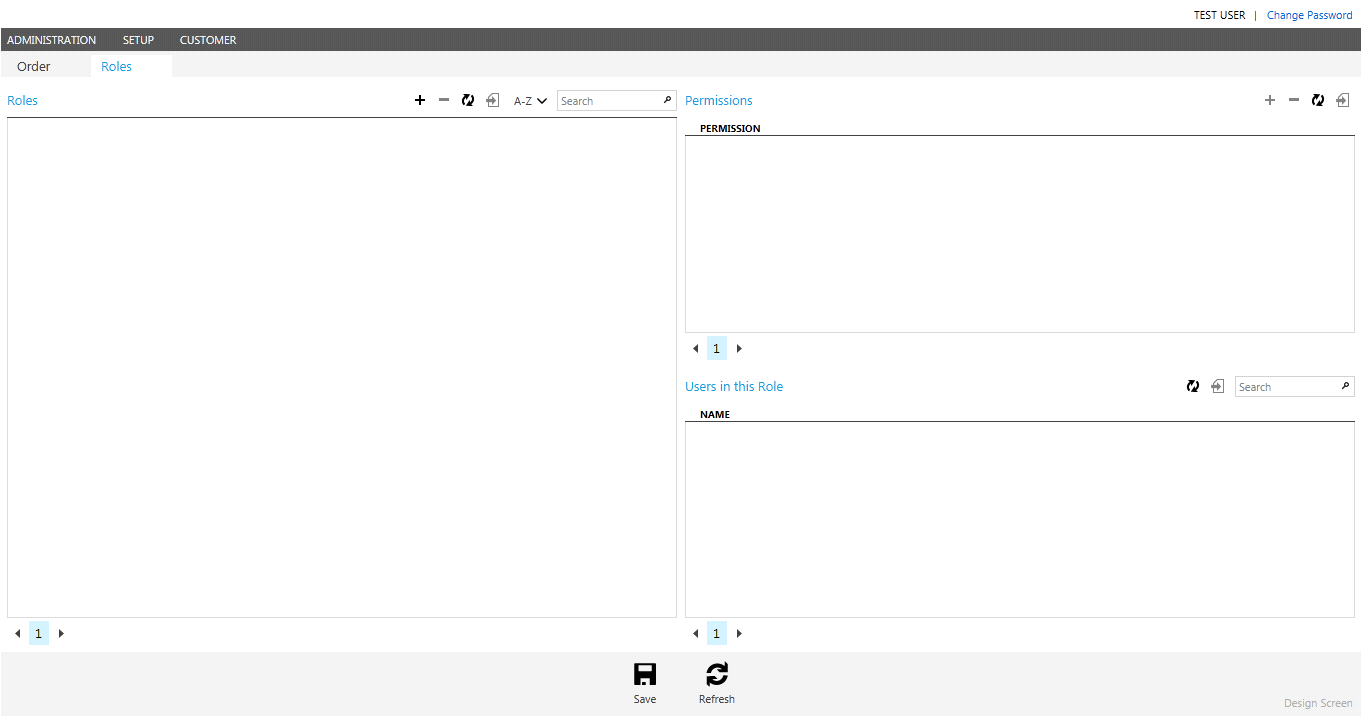 TEST USER | Change Password
ADMINISTRATION SETUP CUSTOMER
Order Roles
Roles A-Z Search
Permissions
PERMISSION
1
Users in this Role Search
NAME
1
1
Save Refresh
Design Screen